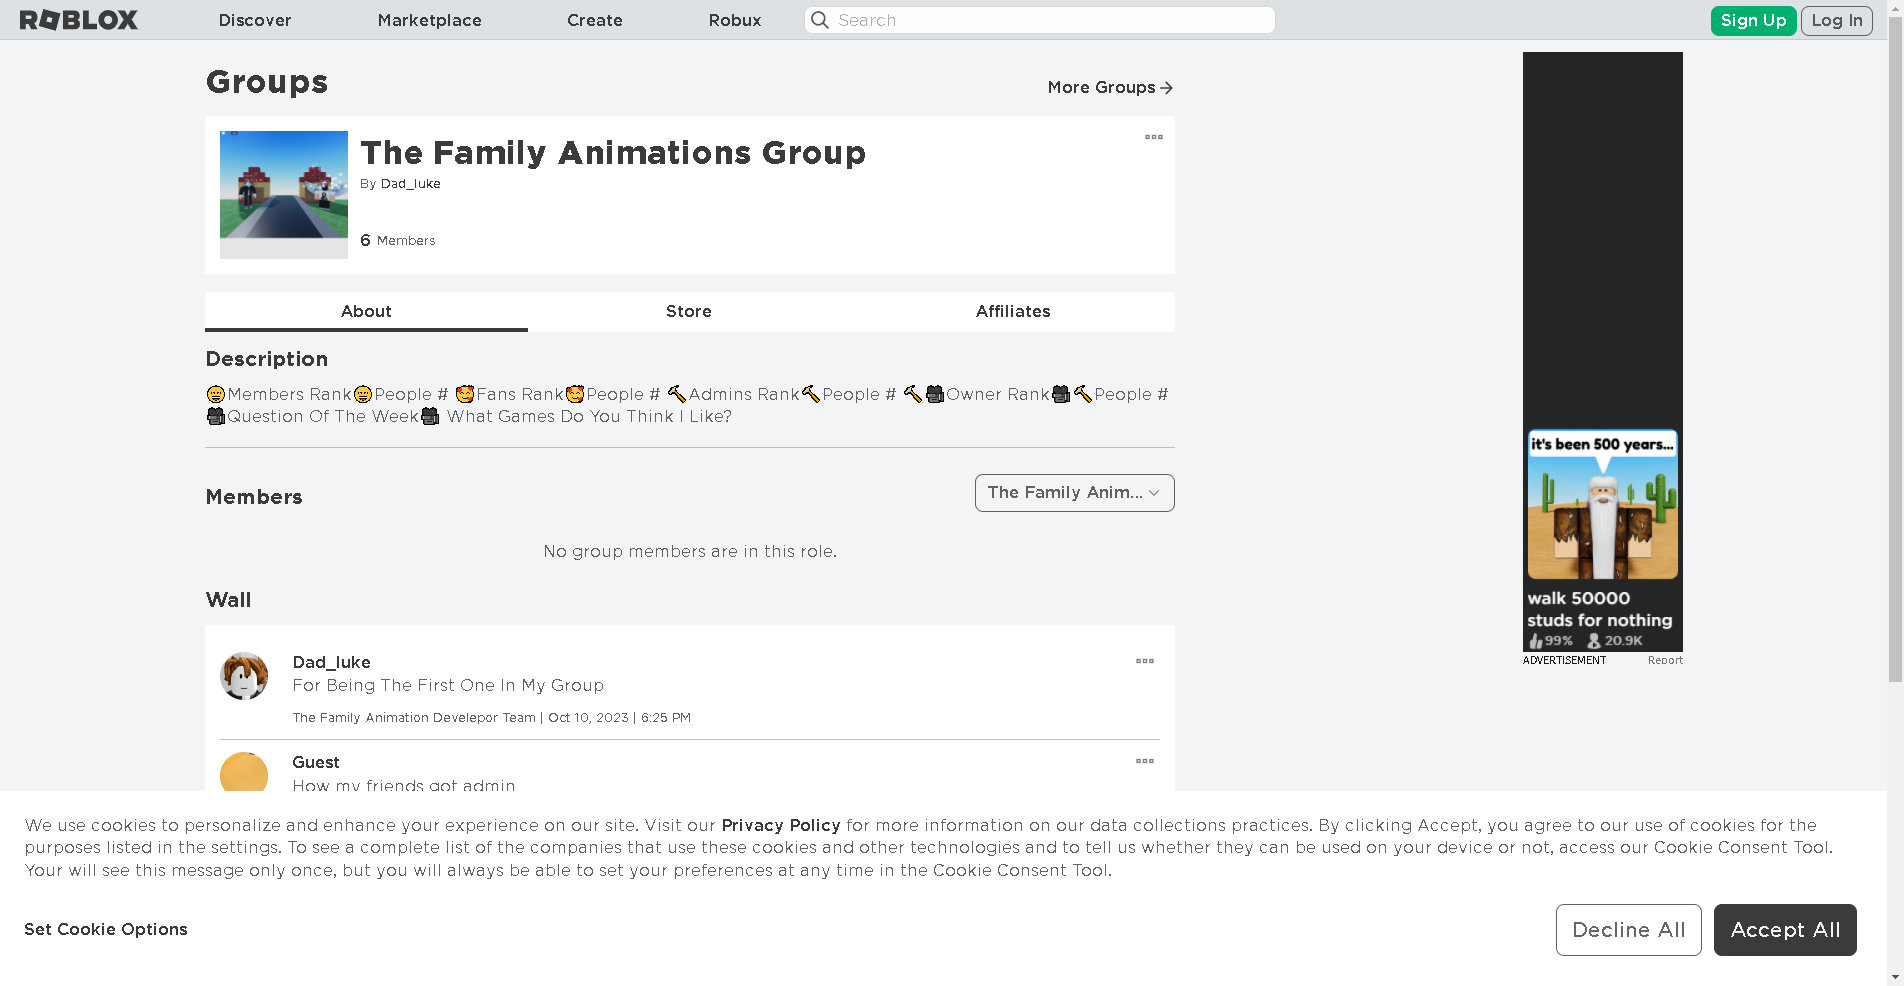 ROBLOX Discover Marketplace Create Robux Search Sign Up Log In
Groups
More Groups
The Family Animations Group
By Dad_luke
6 Members
About Store Affiliates
Description
😁Members Rank😁People # 🥰Fans Rank🥰People # 🔨Admins Rank🔨People # 🔨🎥Owner Rank🎥🔨People #
🎥Question Of The Week🎥 What Games Do You Think I Like?
Members
The Family Anim...
No group members are in this role.
Wall
Dad_luke
For Being The First One In My Group
The Family Animation Develepor Team | Oct 10, 2023 | 6:25 PM
Guest
How my friends got admin
it's been 500 years...
walk 50000
studs for nothing
99% 20.9K
ADVERTISEMENT Report
We use cookies to personalize and enhance your experience on our site. Visit our Privacy Policy for more information on our data collections practices. By clicking Accept, you agree to our use of cookies for the
purposes listed in the settings. To see a complete list of the companies that use these cookies and other technologies and to tell us whether they can be used on your device or not, access our Cookie Consent Tool.
Your will see this message only once, but you will always be able to set your preferences at any time in the Cookie Consent Tool.
Set Cookie Options
Decline All
Accept All